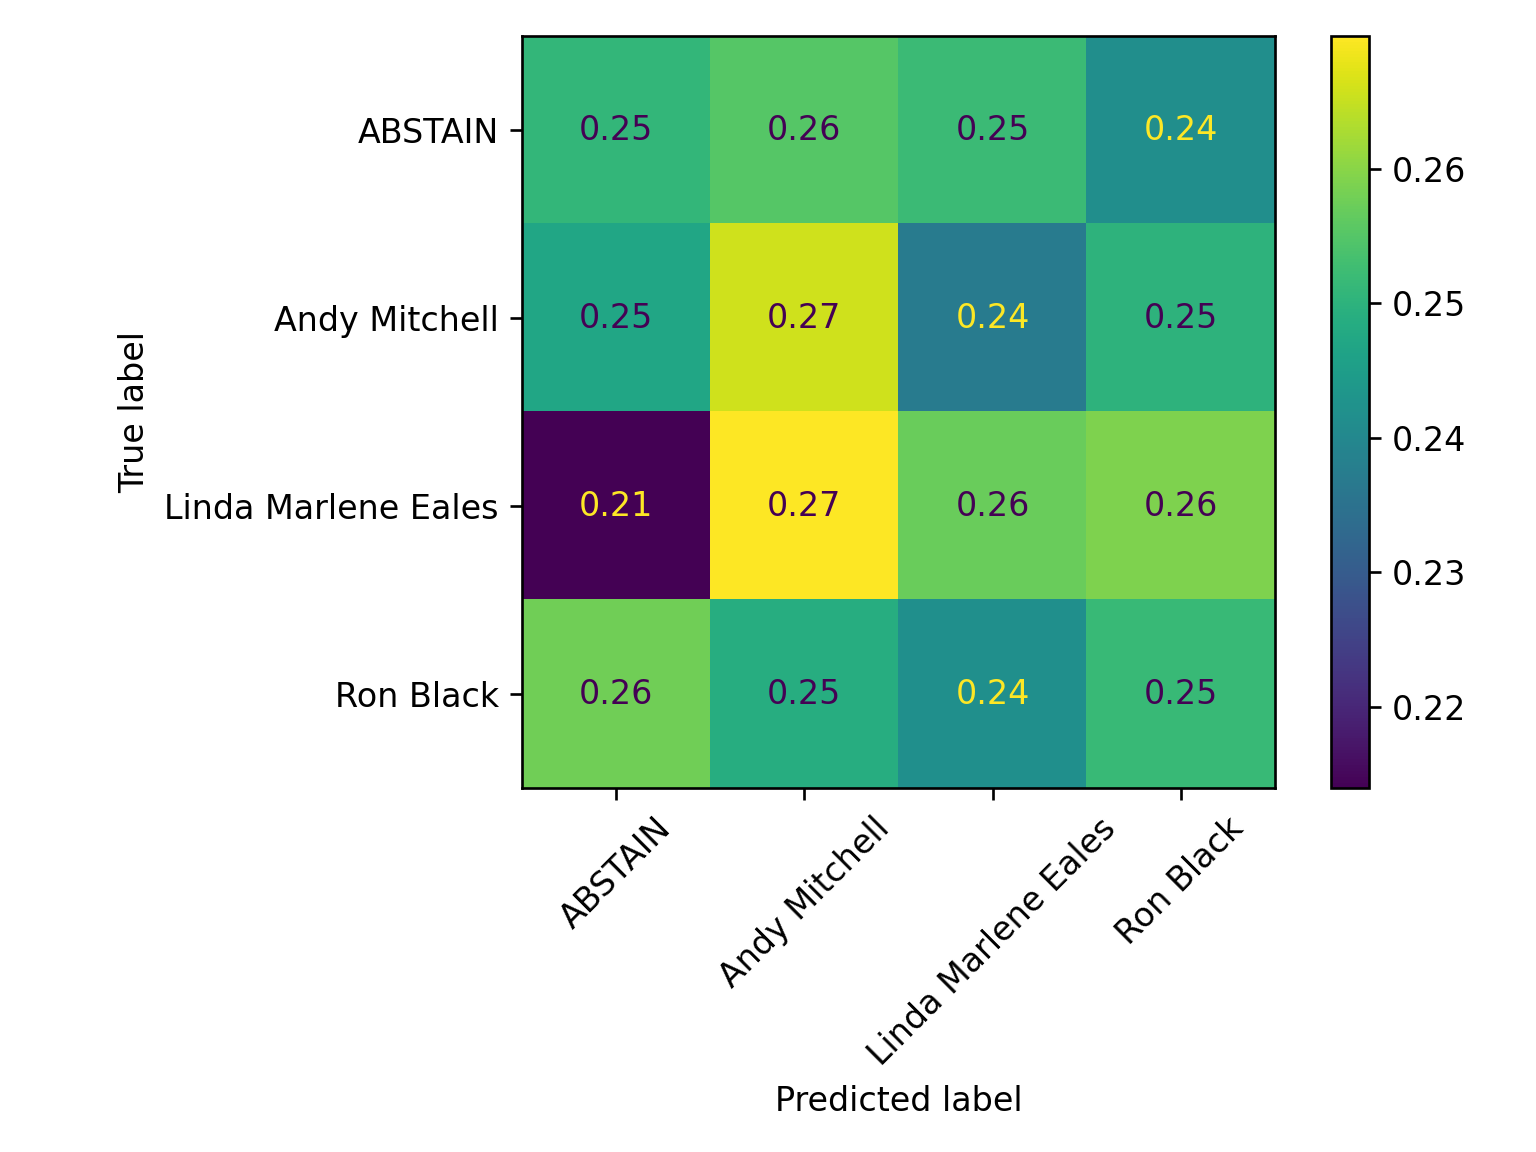 ABSTAIN 0.25 0.26 0.25 0.24
Andy Mitchell 0.25 0.27 0.24 0.25
Linda Marlene Eales 0.21 0.27 0.26 0.26
Ron Black 0.26 0.25 0.24 0.25
True label
ABSTAIN
Andy Mitchell
Linda Marlene Eales
Ron Black
Predicted label
0.26
0.25
0.24
0.23
0.22